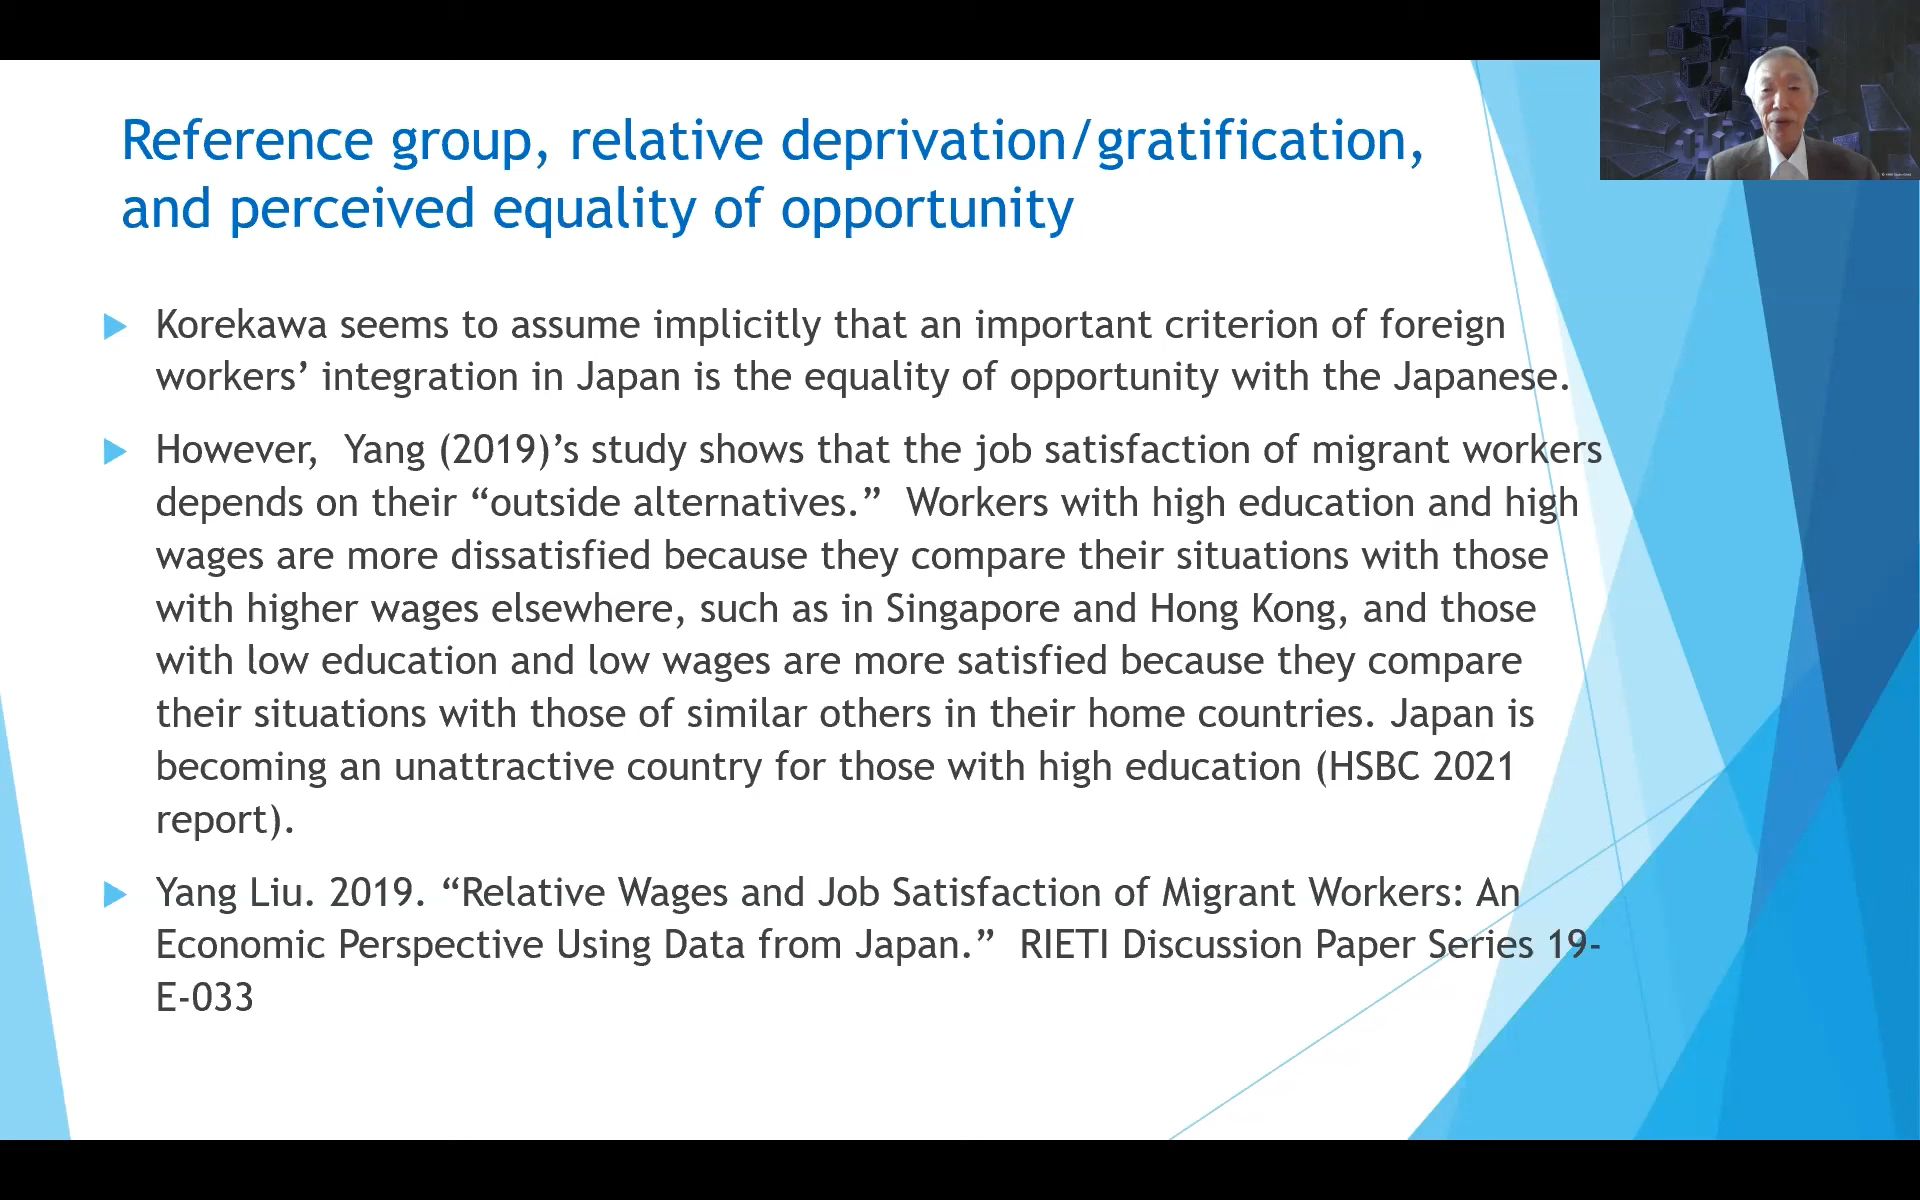 Reference group, relative deprivation/gratification,
and perceived equality of opportunity
Korekawa seems to assume implicitly that an important criterion of foreign
workers’ integration in Japan is the equality of opportunity with the Japanese.
However,  Yang (2019)’s study shows that the job satisfaction of migrant workers
depends on their “outside alternatives.”  Workers with high education and high
wages are more dissatisfied because they compare their situations with those
with higher wages elsewhere, such as in Singapore and Hong Kong, and those
with low education and low wages are more satisfied because they compare
their situations with those of similar others in their home countries. Japan is
becoming an unattractive country for those with high education (HSBC 2021
report).
Yang Liu. 2019. “Relative Wages and Job Satisfaction of Migrant Workers: An
Economic Perspective Using Data from Japan.”  RIETI Discussion Paper Series 19-
E-033